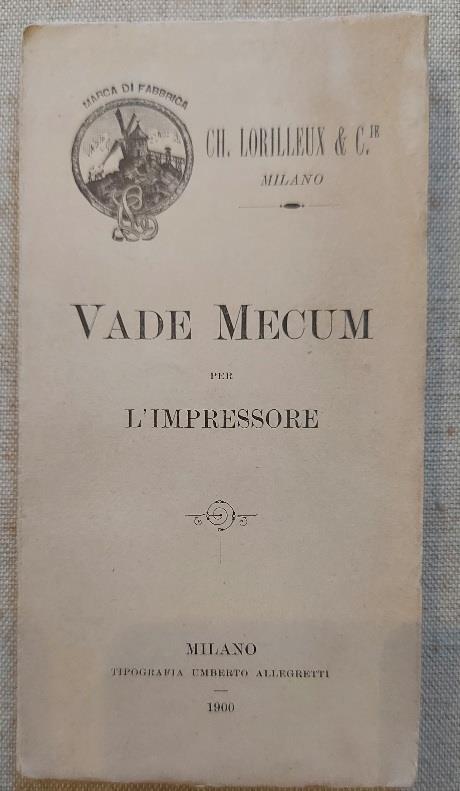 MARCA DI FABBRICA
CH. LORILLEUX & C.IE
MILANO
VADE MECUM
PER
L'IMPRESSORE
MILANO
TIPOGRAFIA UMBERTO ALLEGRETTI
1900